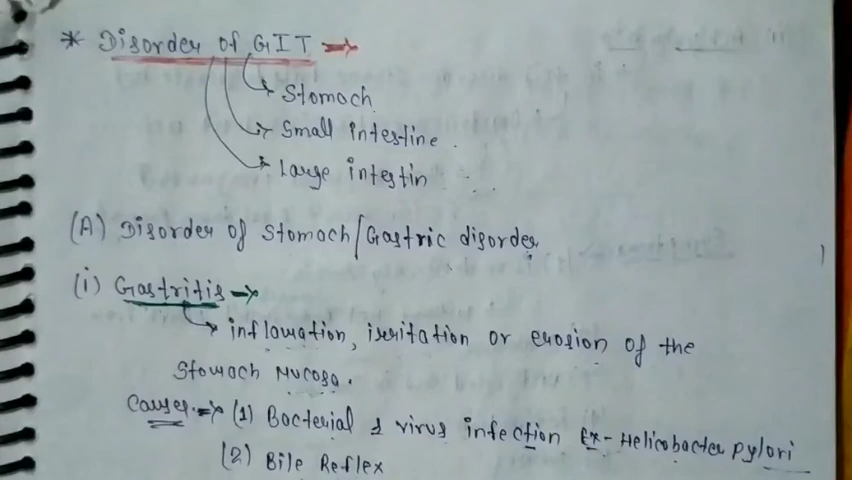 * Disorder of GIT →
→ Stomach
→ Small intestine.
→ Large intestin
(A) Disorder of Stomach/Gastric disorder
(i) Gastritis →
→ inflamation, irritation or erosion of the
Stomach Mucosa.
Causes ⇒ (1) Bacterial & virus infection Ex- Helicobacter pylori
(2) Bile Reflex